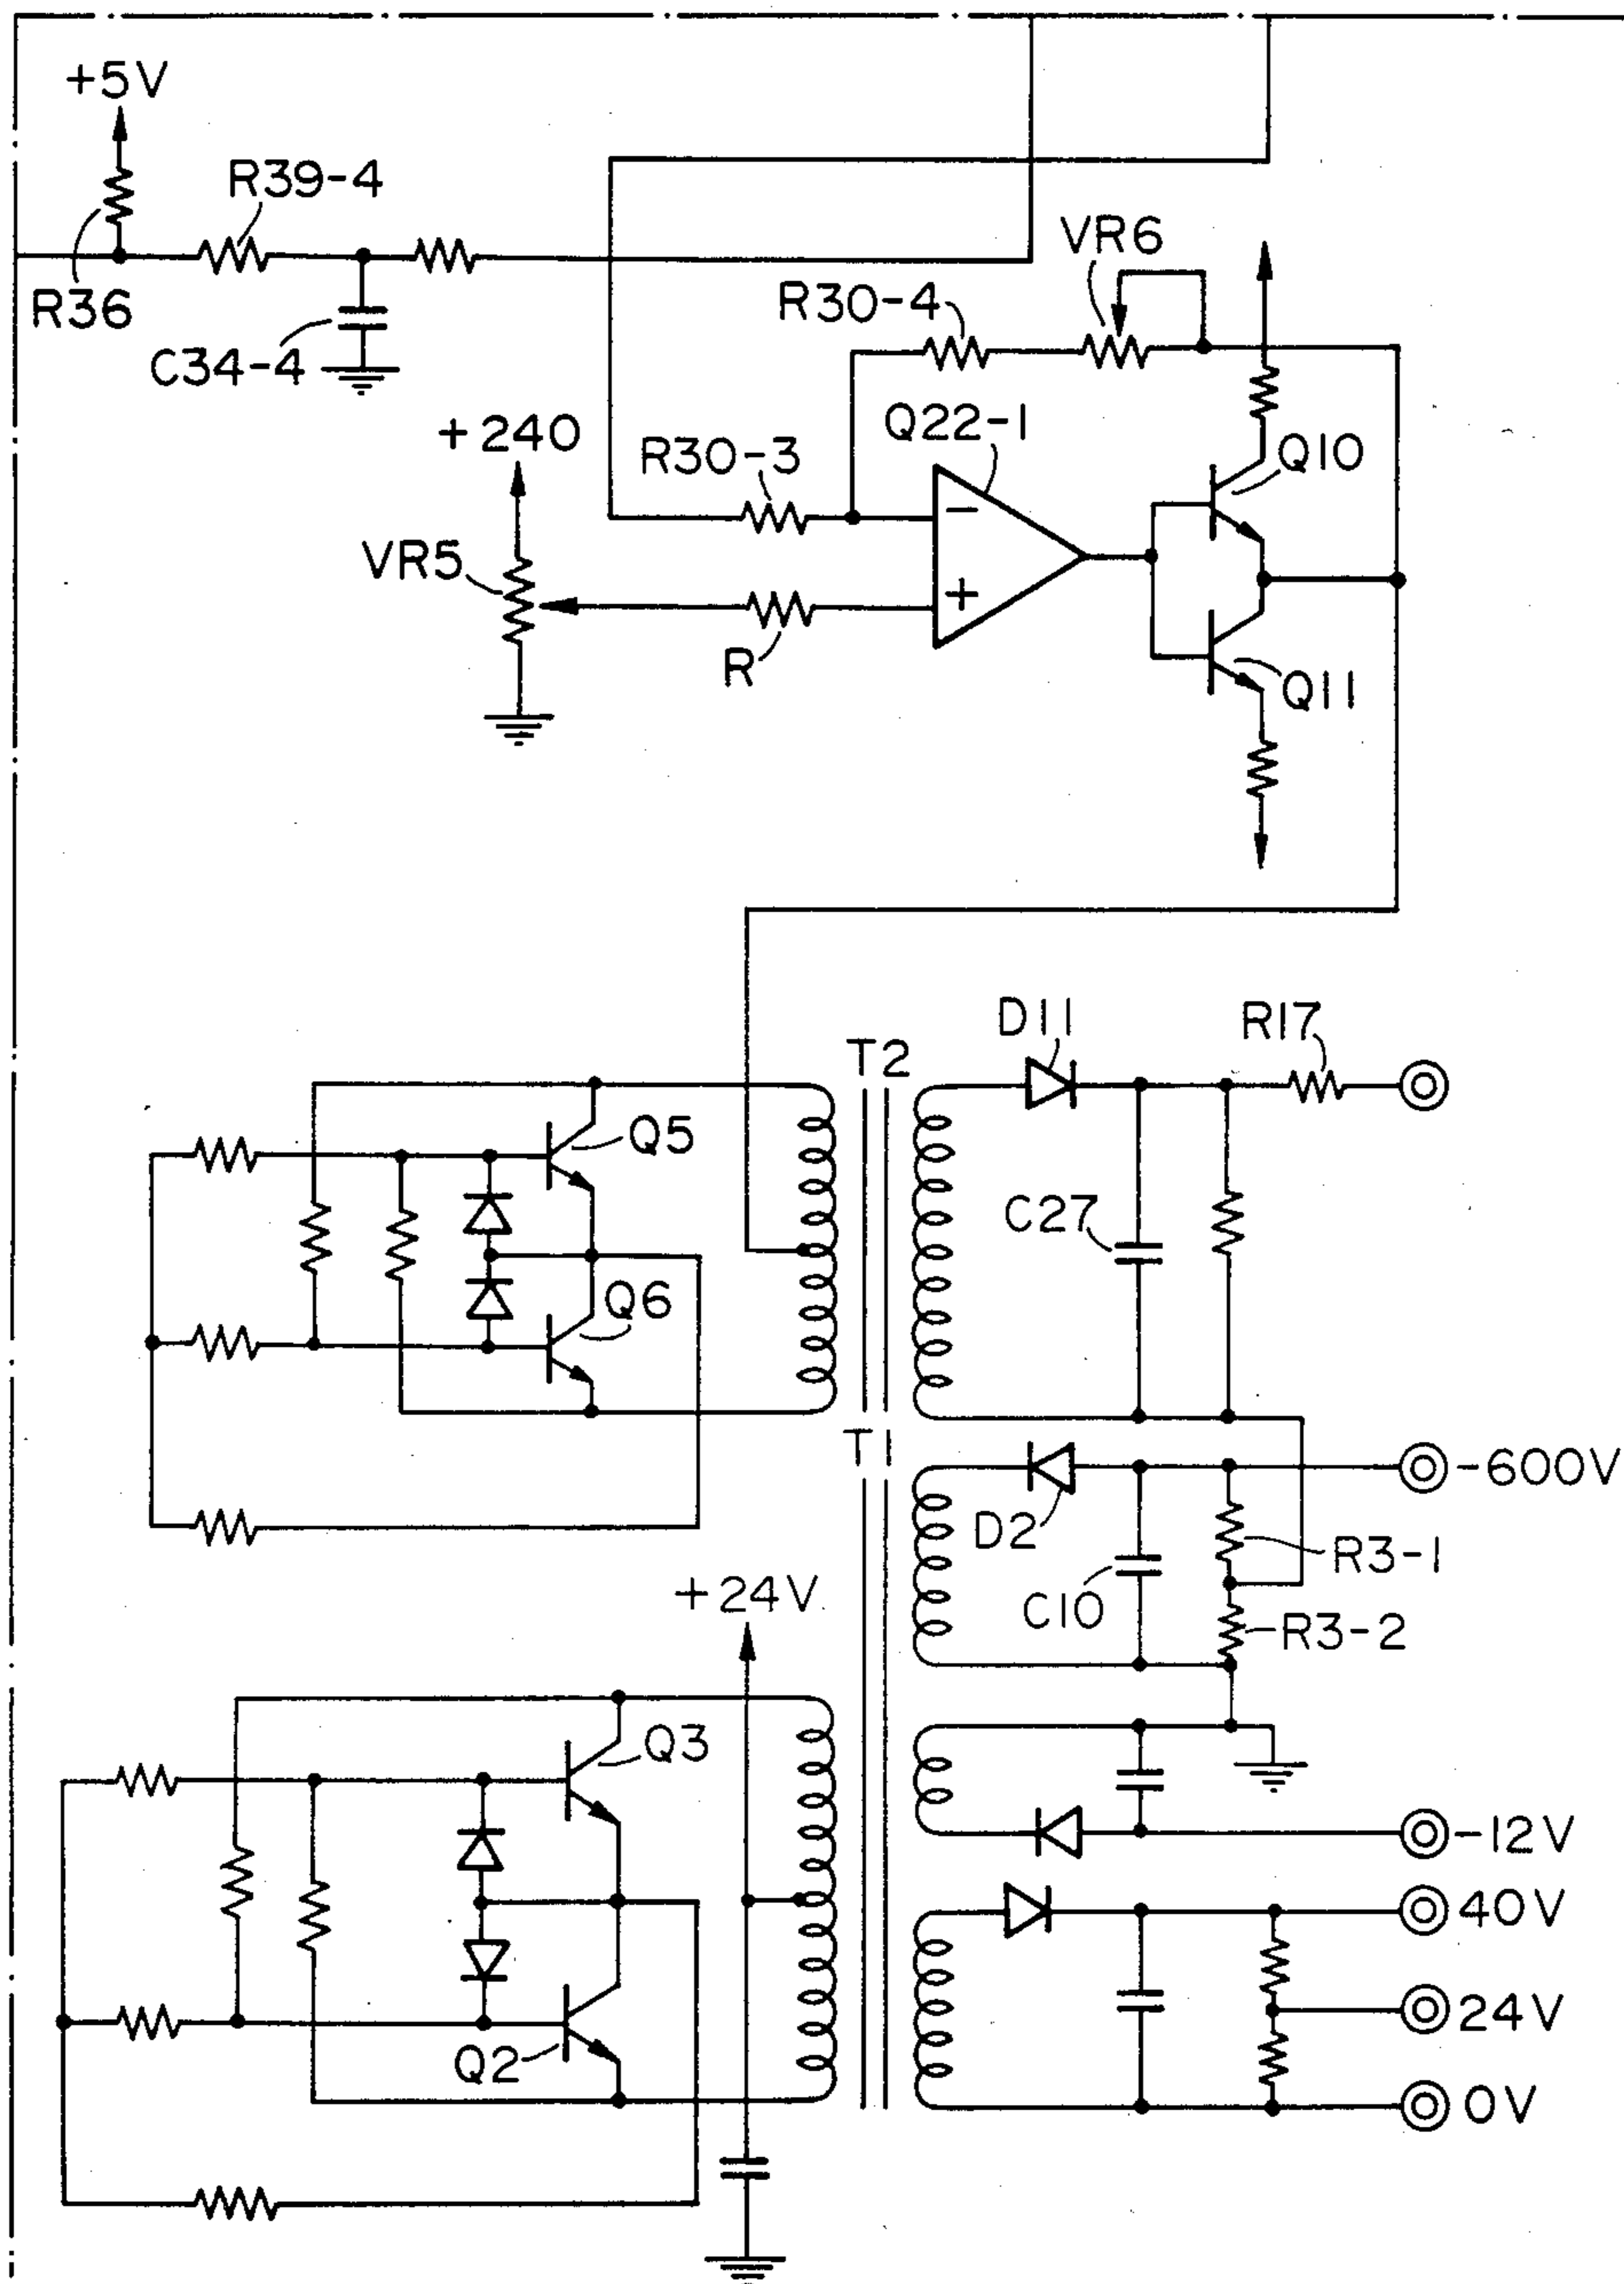 +5V
R39-4
R36
C34-4
VR6
R30-4
+240
R30-3
Q22-1
Q10
VR5
−
+
R
Q11
D11
R17
T2
Q5
C27
Q6
T1
-600V
D2
R3-1
C10
R3-2
+24V
Q3
-12V
40V
24V
Q2
0V